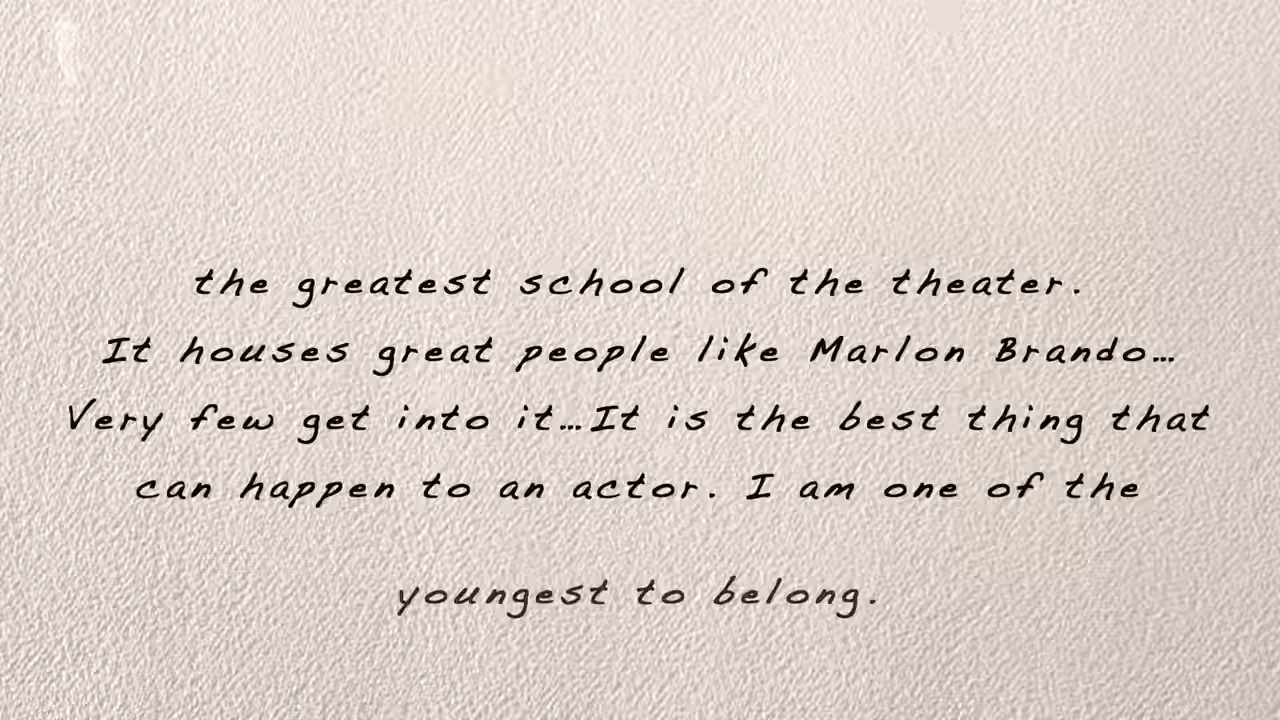 the greatest school of the theater.
It houses great people like Marlon Brando…
Very few get into it…It is the best thing that
can happen to an actor. I am one of the
youngest to belong.